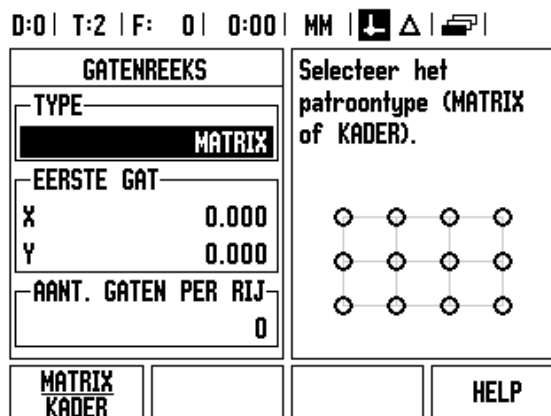 D:0 | T:2 | F: 0 | 0:00 | MM
GATENREEKS
TYPE
MATRIX
EERSTE GAT
X 0.000
Y 0.000
AANT. GATEN PER RIJ
0
Selecteer het
patroontype (MATRIX
of KADER).
MATRIX
KADER
HELP